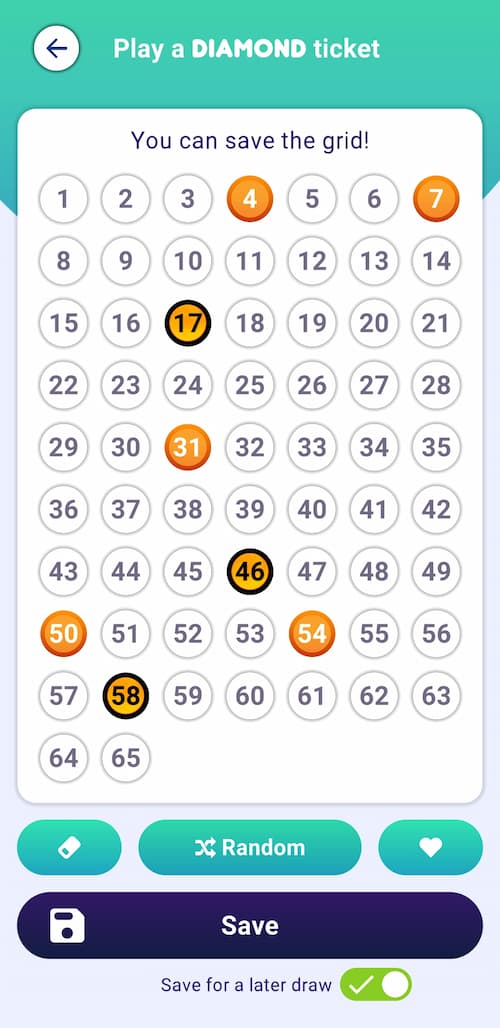 Play a DIAMOND ticket
You can save the grid!
1 2 3 4 5 6 7
8 9 10 11 12 13 14
15 16 17 18 19 20 21
22 23 24 25 26 27 28
29 30 31 32 33 34 35
36 37 38 39 40 41 42
43 44 45 46 47 48 49
50 51 52 53 54 55 56
57 58 59 60 61 62 63
64 65
Random
Save
Save for a later draw